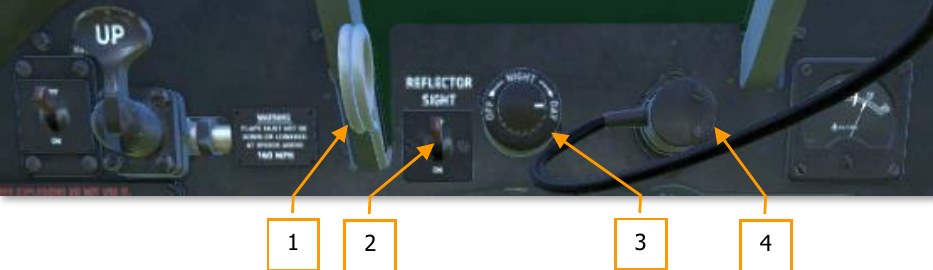 UP
REFLECTOR
SIGHT
OFF NIGHT DAY
ON
ON
WARNING
FLAPS MUST NOT BE
DOWN OR LOWERED
AT SPEEDS ABOVE
160 MPH
1
2
3
4